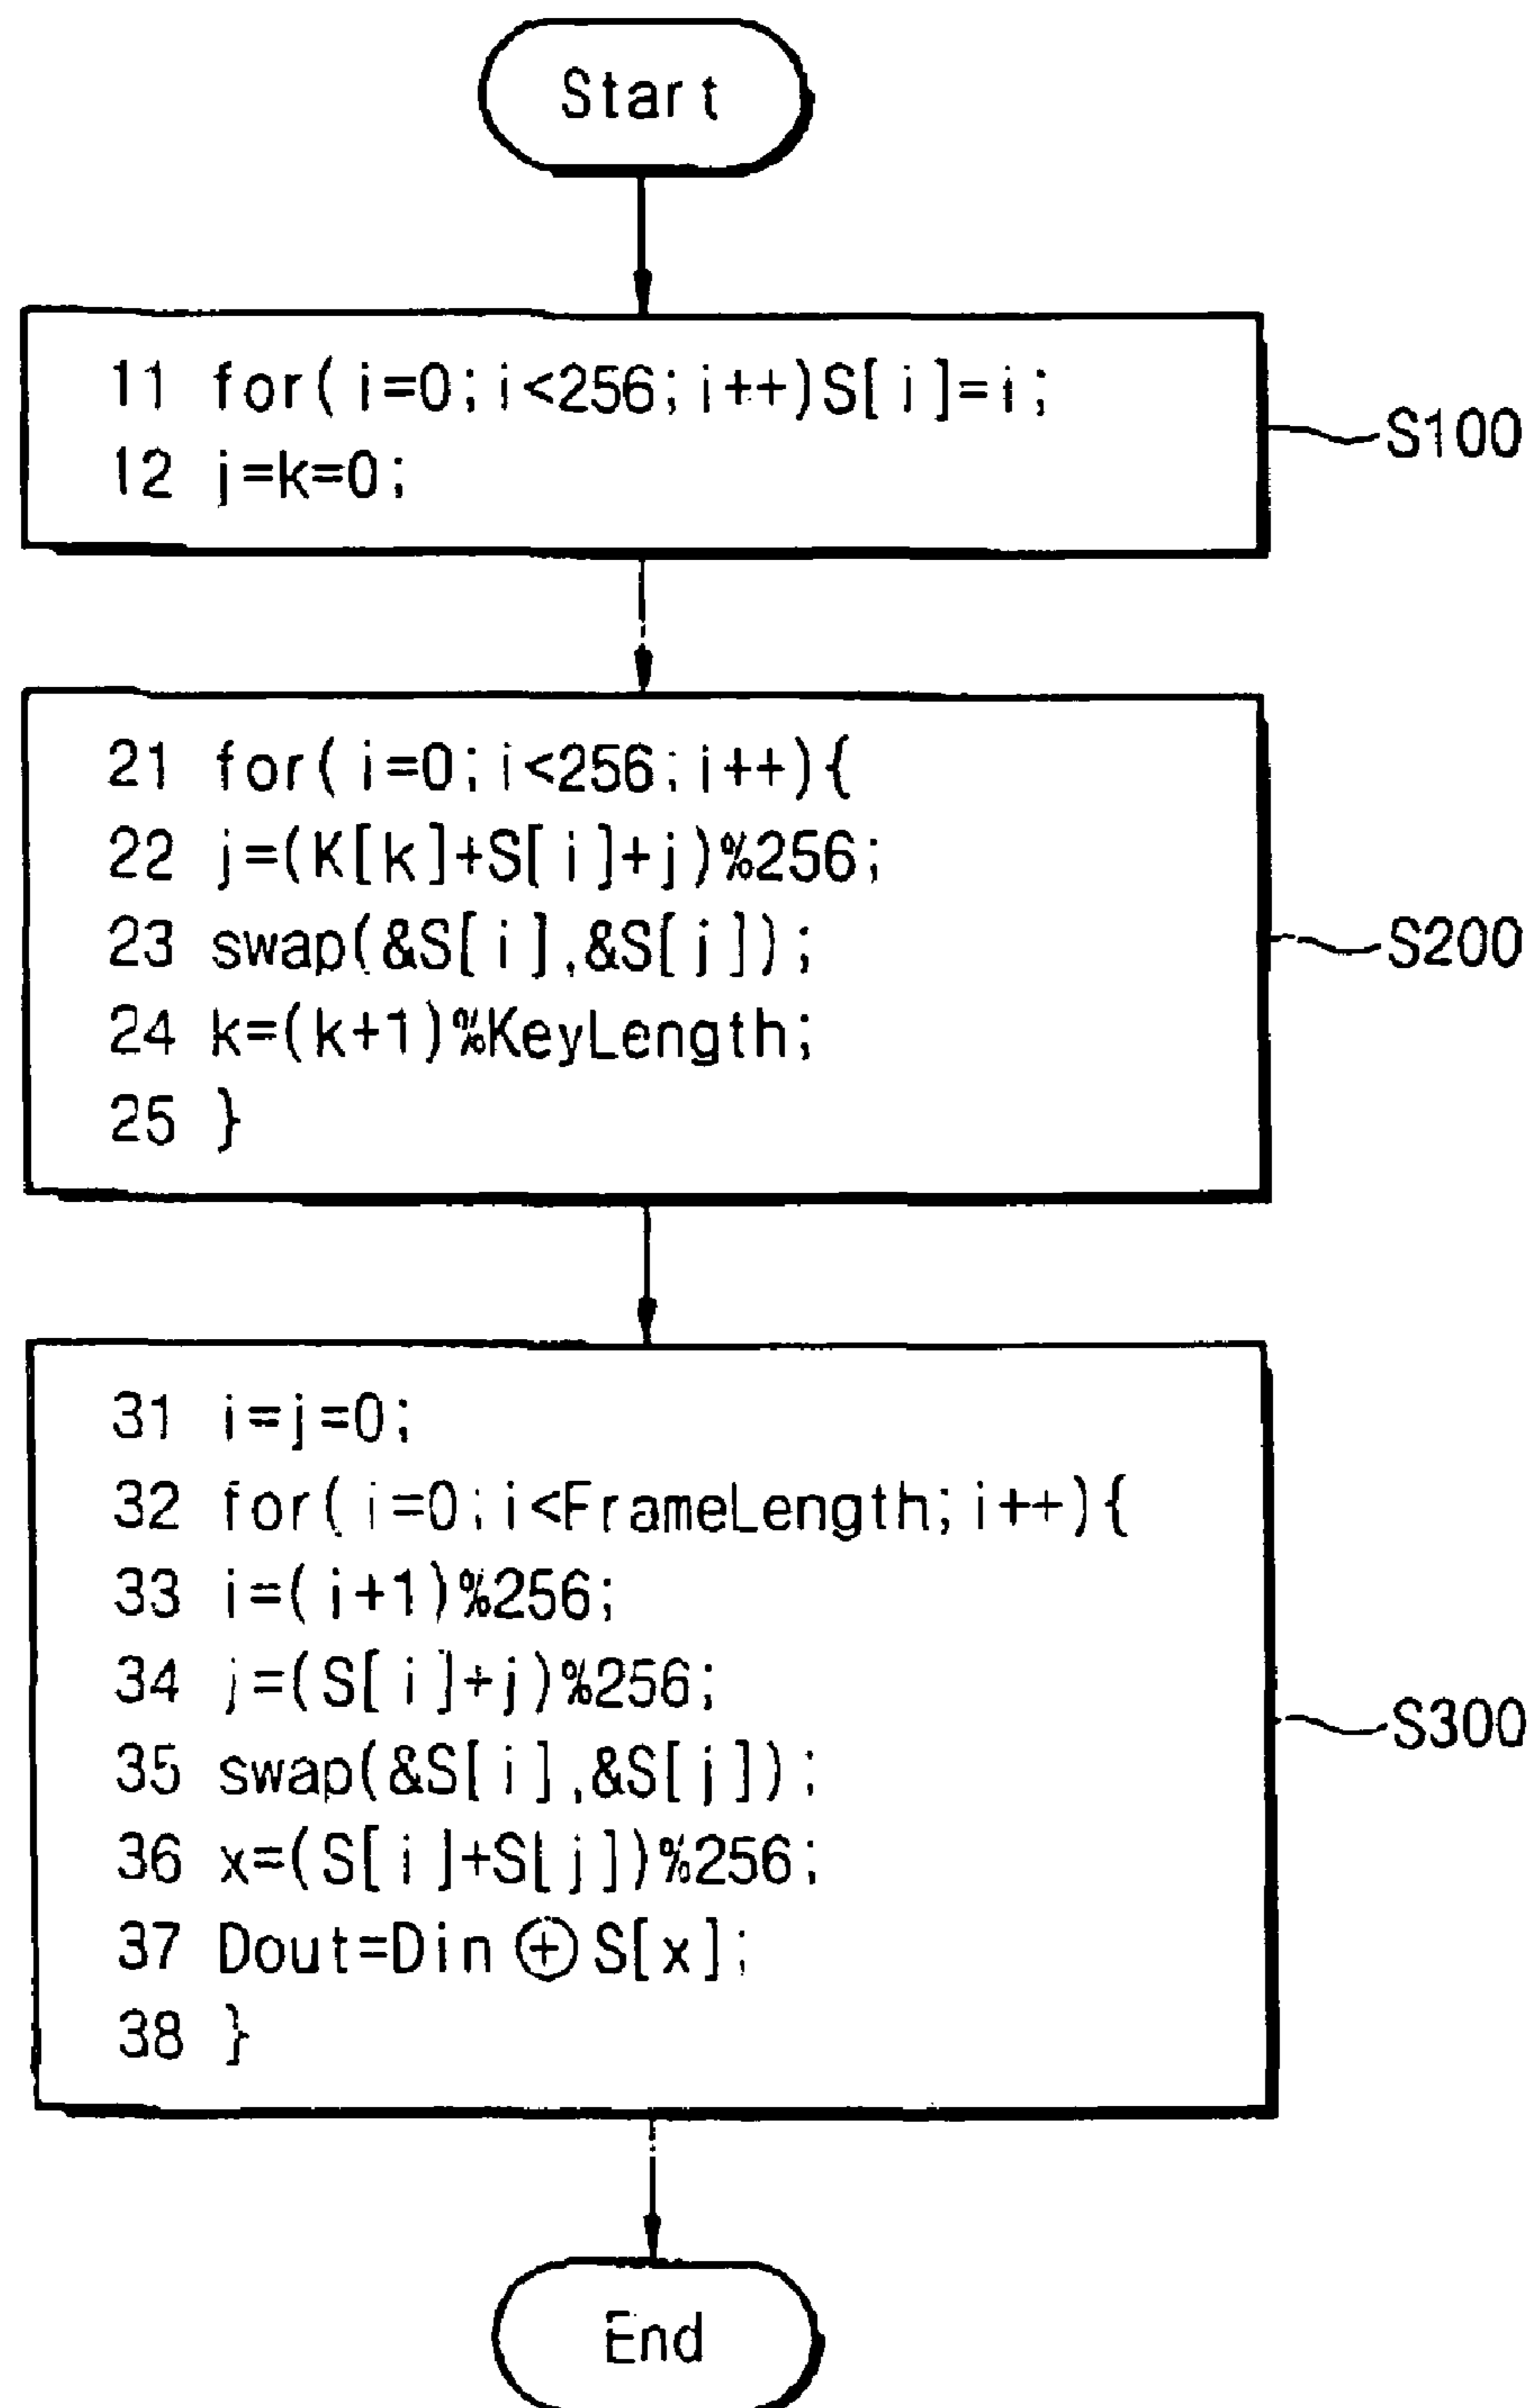 Start
11 for(i=0;i<256;i++)S[i]=i;
12 j=k=0;
S100
21 for(i=0;i<256;i++){
22 j=(K[k]+S[i]+j)%256;
23 swap(&S[i],&S[j]);
24 k=(k+1)%KeyLength;
25 }
S200
31 i=j=0;
32 for(i=0;i<FrameLength;i++){
33 i=(i+1)%256;
34 j=(S[i]+j)%256;
35 swap(&S[i],&S[j]);
36 x=(S[i]+S[j])%256;
37 Dout=Din⊕S[x];
38 }
S300
End